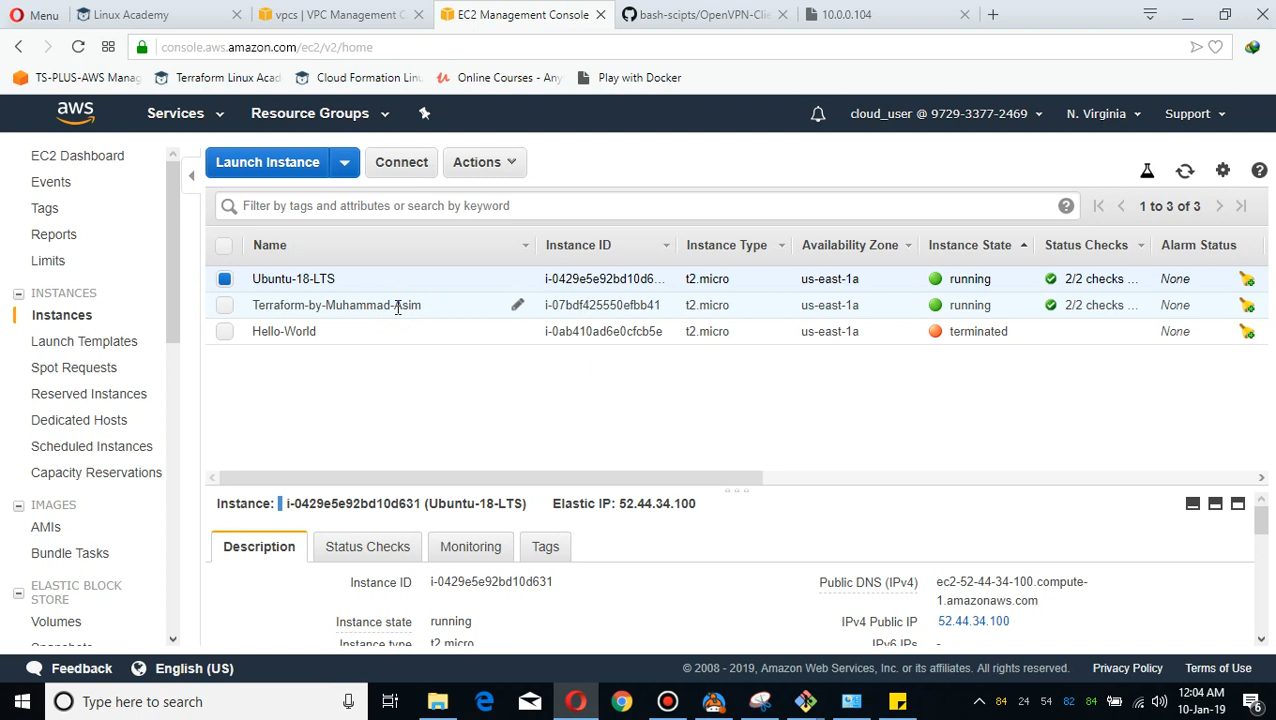 Menu
Linux Academy
vpcs | VPC Management C
EC2 Management Console
bash-scipts/OpenVPN-Clie
10.0.0.104
console.aws.amazon.com/ec2/v2/home
TS-PLUS-AWS Manag
Terraform Linux Acad
Cloud Formation Lin
Online Courses - Any
Play with Docker
aws
Services
Resource Groups
cloud_user @ 9729-3377-2469
N. Virginia
Support
EC2 Dashboard
Events
Tags
Reports
Limits
INSTANCES
Instances
Launch Templates
Spot Requests
Reserved Instances
Dedicated Hosts
Scheduled Instances
Capacity Reservations
IMAGES
AMIs
Bundle Tasks
ELASTIC BLOCK
STORE
Volumes
Launch Instance
Connect
Actions
Filter by tags and attributes or search by keyword
1 to 3 of 3
Name Instance ID Instance Type Availability Zone Instance State Status Checks Alarm Status
Ubuntu-18-LTS i-0429e5e92bd10d6... t2.micro us-east-1a running 2/2 checks ... None
Terraform-by-Muhammad-Asim i-07bdf425550efbb41 t2.micro us-east-1a running 2/2 checks ... None
Hello-World i-0ab410ad6e0cfcb5e t2.micro us-east-1a terminated None
Instance: i-0429e5e92bd10d631 (Ubuntu-18-LTS) Elastic IP: 52.44.34.100
Description
Status Checks
Monitoring
Tags
Instance ID i-0429e5e92bd10d631
Public DNS (IPv4) ec2-52-44-34-100.compute-
1.amazonaws.com
Instance state running
IPv4 Public IP 52.44.34.100
Instance type t2.micro
IPv6 IPs -
Feedback
English (US)
© 2008 - 2019, Amazon Web Services, Inc. or its affiliates. All rights reserved.
Privacy Policy
Terms of Use
Type here to search
84 24 54 82 84
12:04 AM
10-Jan-19
6